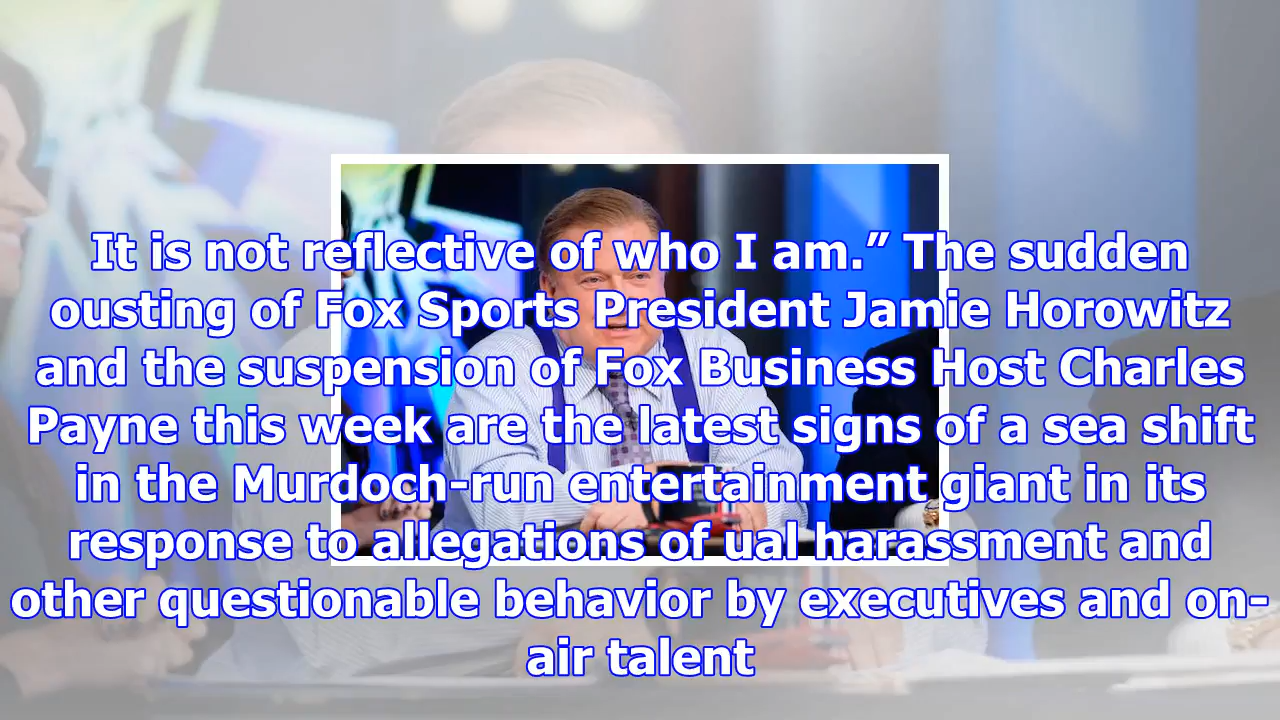 It is not reflective of who I am.” The sudden
ousting of Fox Sports President Jamie Horowitz
and the suspension of Fox Business Host Charles
Payne this week are the latest signs of a sea shift
in the Murdoch-run entertainment giant in its
response to allegations of ual harassment and
other questionable behavior by executives and on-
air talent